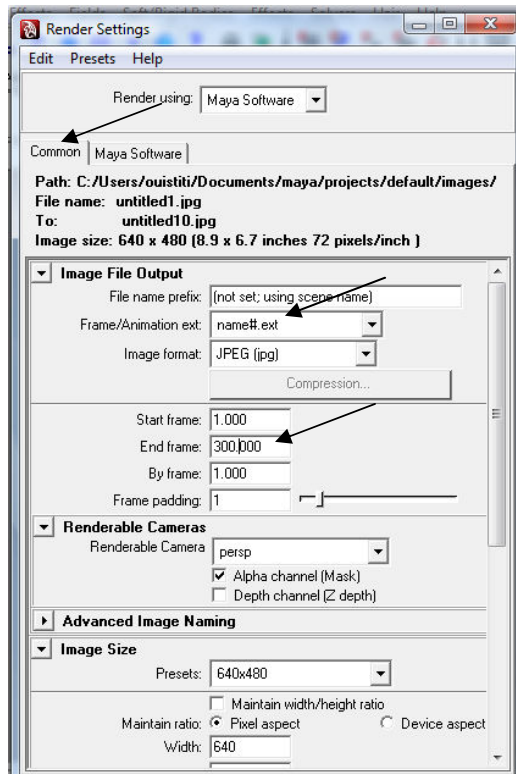 Render Settings
Edit Presets Help
Render using: Maya Software
Common Maya Software
Path: C:/Users/ouistiti/Documents/maya/projects/default/images/
File name: untitled1.jpg
To: untitled10.jpg
Image size: 640 x 480 (8.9 x 6.7 inches 72 pixels/inch )
Image File Output
File name prefix: (not set; using scene name)
Frame/Animation ext: name#.ext
Image format: JPEG (jpg)
Compression...
Start frame: 1.000
End frame: 300.000
By frame: 1.000
Frame padding: 1
Renderable Cameras
Renderable Camera persp
Alpha channel (Mask)
Depth channel (Z depth)
Advanced Image Naming
Image Size
Presets: 640x480
Maintain width/height ratio
Maintain ratio: Pixel aspect Device aspect
Width: 640